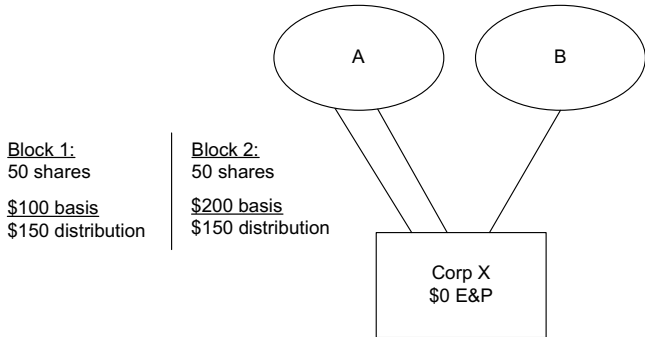 A
B
Block 1:
50 shares
$100 basis
$150 distribution
Block 2:
50 shares
$200 basis
$150 distribution
Corp X
$0 E&P